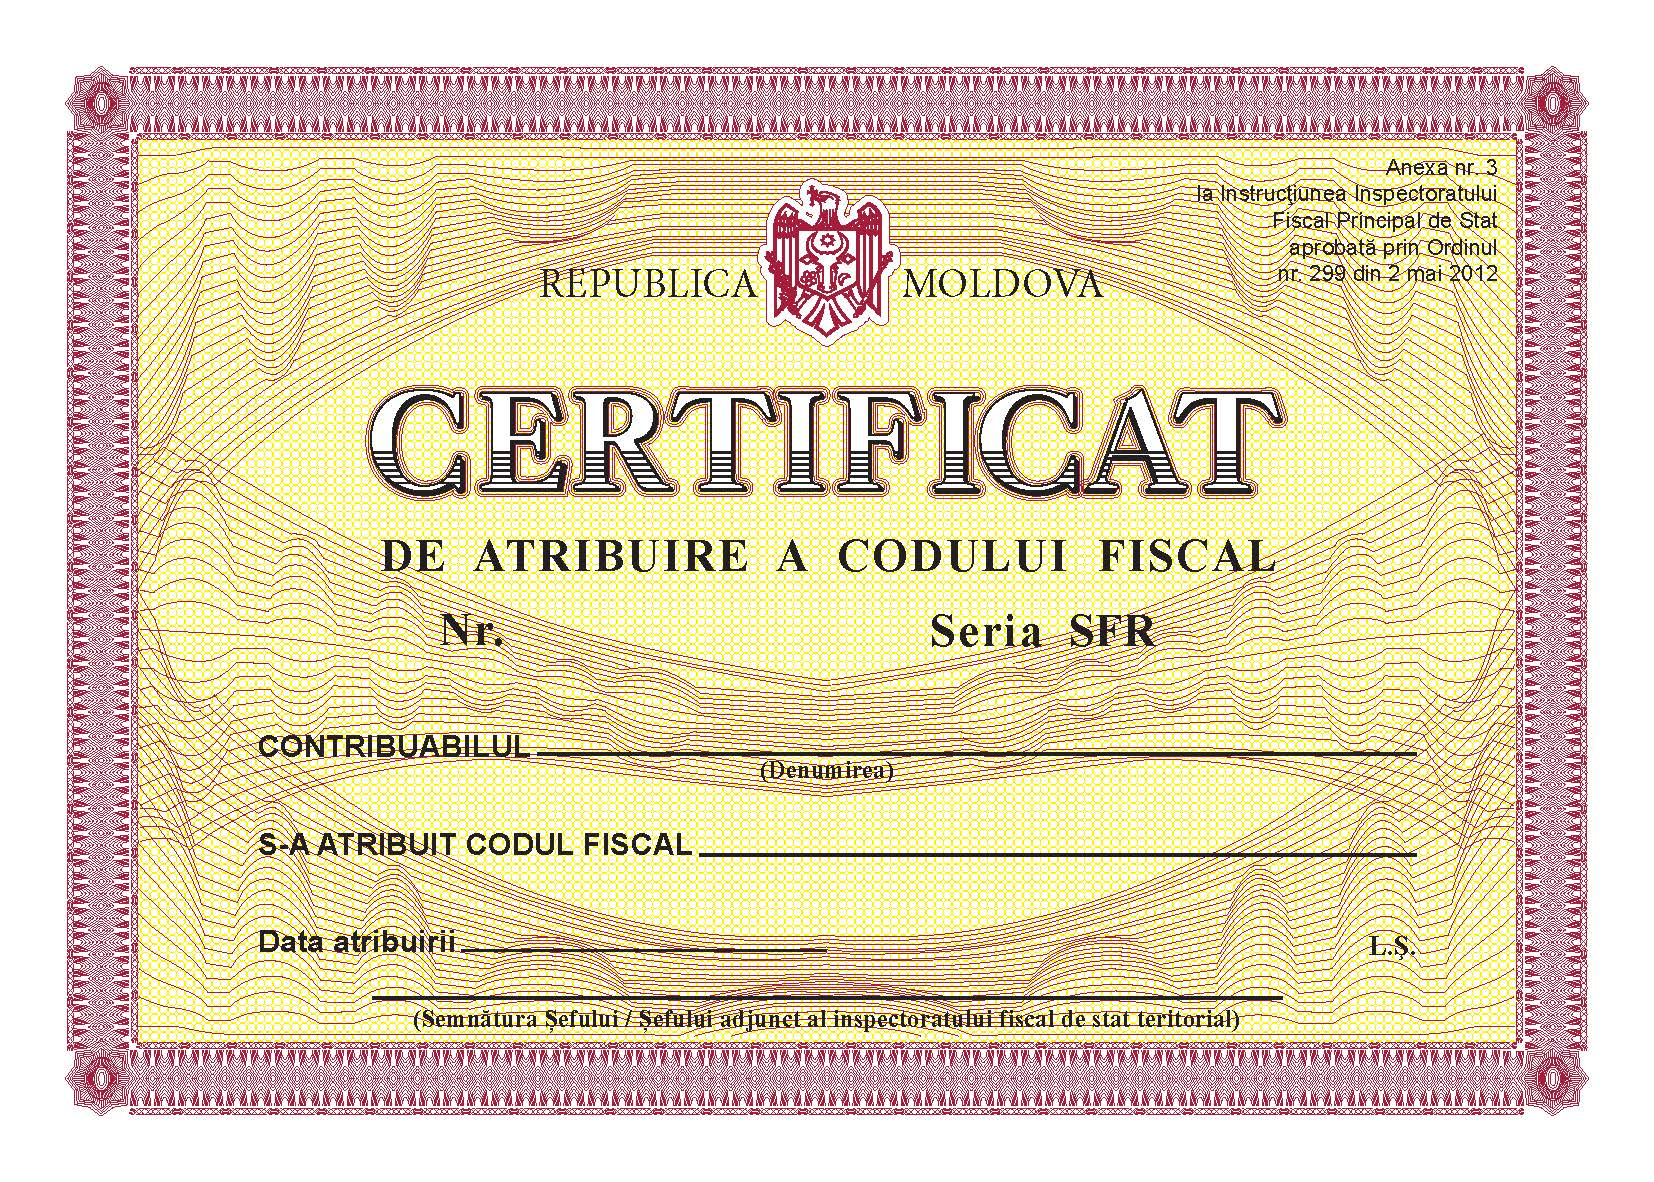 Anexa nr. 3
la Instrucţiunea Inspectoratului
Fiscal Principal de Stat
aprobată prin Ordinul
nr. 299 din 2 mai 2012
REPUBLICA MOLDOVA
CERTIFICAT
DE ATRIBUIRE A CODULUI FISCAL
Nr. Seria SFR
CONTRIBUABILUL
(Denumirea)
S-A ATRIBUIT CODUL FISCAL
Data atribuirii L.Ş.
(Semnătura Șefului / Șefului adjunct al inspectoratului fiscal de stat teritorial)